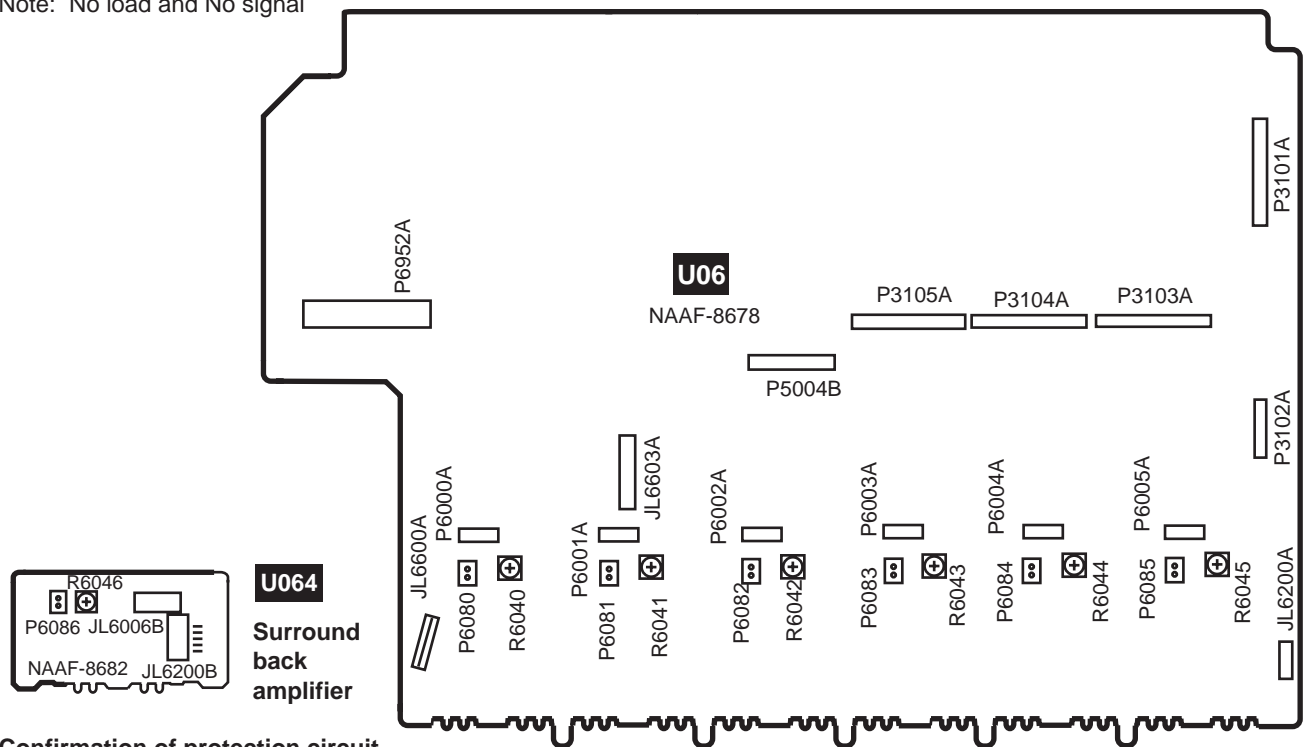 Note: No load and No signal
P3101A
P6952A
U06
NAAF-8678
P3105A
P3104A
P3103A
P5004B
P3102A
JL6603A
P6000A
P6002A
P6003A
P6004A
P6005A
JL6600A
P6001A
P6080
R6040
P6081
R6041
P6082
R6042
P6083
R6043
P6084
R6044
P6085
R6045
JL6200A
R6046
P6086
JL6006B
NAAF-8682
JL6200B
U064
Surround
back
amplifier
Confirmation of protection circuit